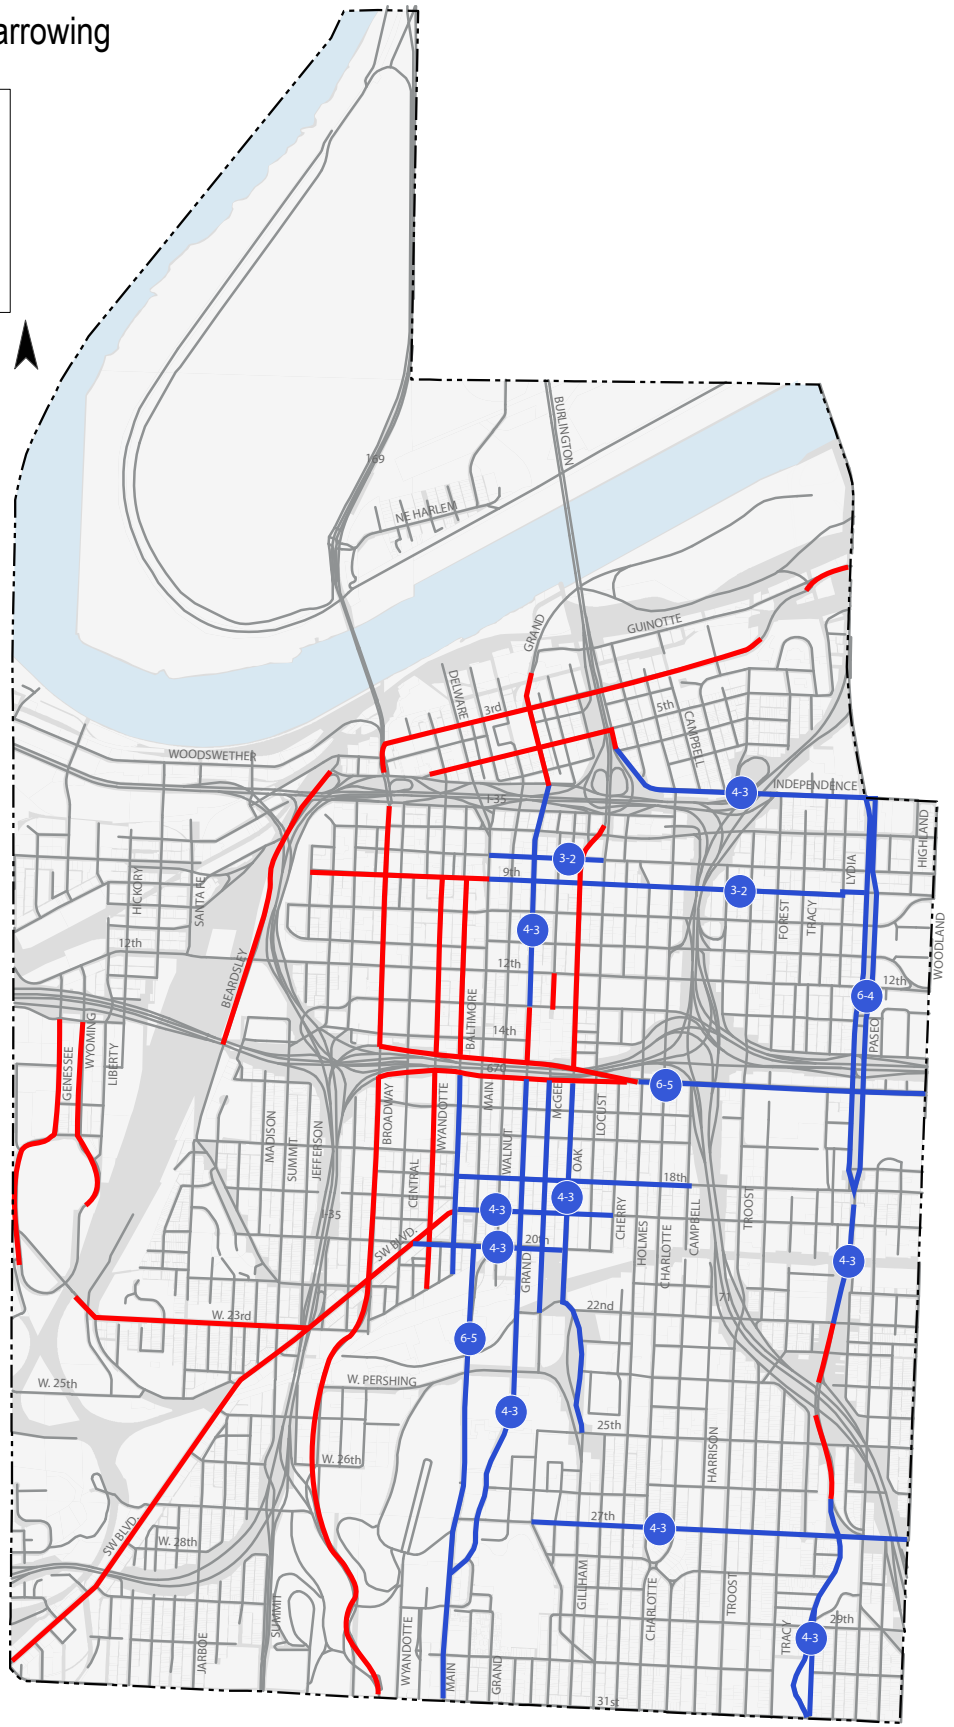 arrowing
169
BURLINGTON
NE HARLEM
GRAND
GUINOTTE
DELWARE
3rd
5th
CAMPBELL
WOODSWETHER
I-35
4-3
INDEPENDENCE
HIGHLAND
3-2
9th
3-2
LYDIA
HICKORY
SANTA FE
FOREST
TRACY
4-3
WOODLAND
12th
BEARDSLEY
12th
12th
6-4
BALTIMORE
14th
PASEO
GENESSEE
WYOMING
LIBERTY
670
6-5
BROADWAY
WYANDOTTE
MAIN
McGEE
LOCUST
MADISON
SUMMIT
JEFFERSON
WALNUT
OAK
CENTRAL
18th
TROOST
4-3
4-3
I-35
CHERRY
HOLMES
CHARLOTTE
CAMPBELL
SW BLVD.
4-3
20th
GRAND
4-3
71
22nd
W. 23rd
6-5
W. 25th
W. PERSHING
4-3
25th
HARRISON
W. 26th
27th
4-3
SW BLVD.
W. 28th
GILLHAM
CHARLOTTE
TROOST
SUMMIT
29th
TRACY
4-3
JARBOE
WYANDOTTE
MAIN
GRAND
31st